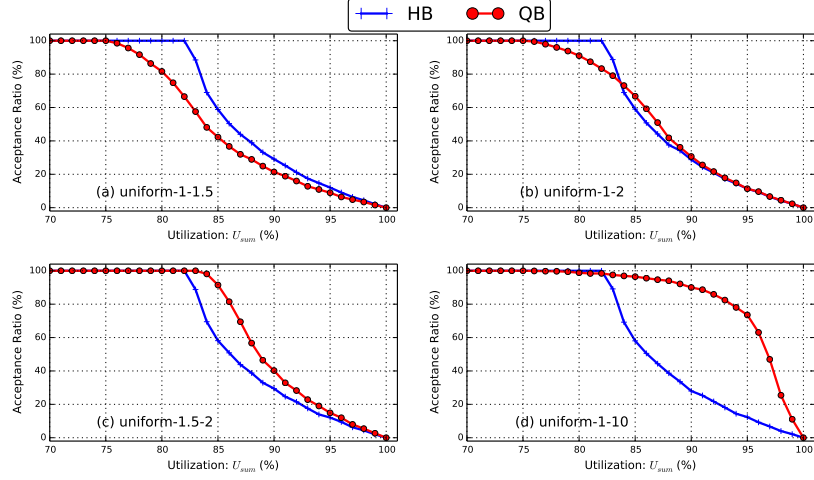 HB QB
100
80
60
40
20
0
Acceptance Ratio (%)
(a) uniform-1-1.5
70 75 80 85 90 95 100
Utilization: Usum (%)
100
80
60
40
20
0
Acceptance Ratio (%)
(b) uniform-1-2
70 75 80 85 90 95 100
Utilization: Usum (%)
100
80
60
40
20
0
Acceptance Ratio (%)
(c) uniform-1.5-2
70 75 80 85 90 95 100
Utilization: Usum (%)
100
80
60
40
20
0
Acceptance Ratio (%)
(d) uniform-1-10
70 75 80 85 90 95 100
Utilization: Usum (%)